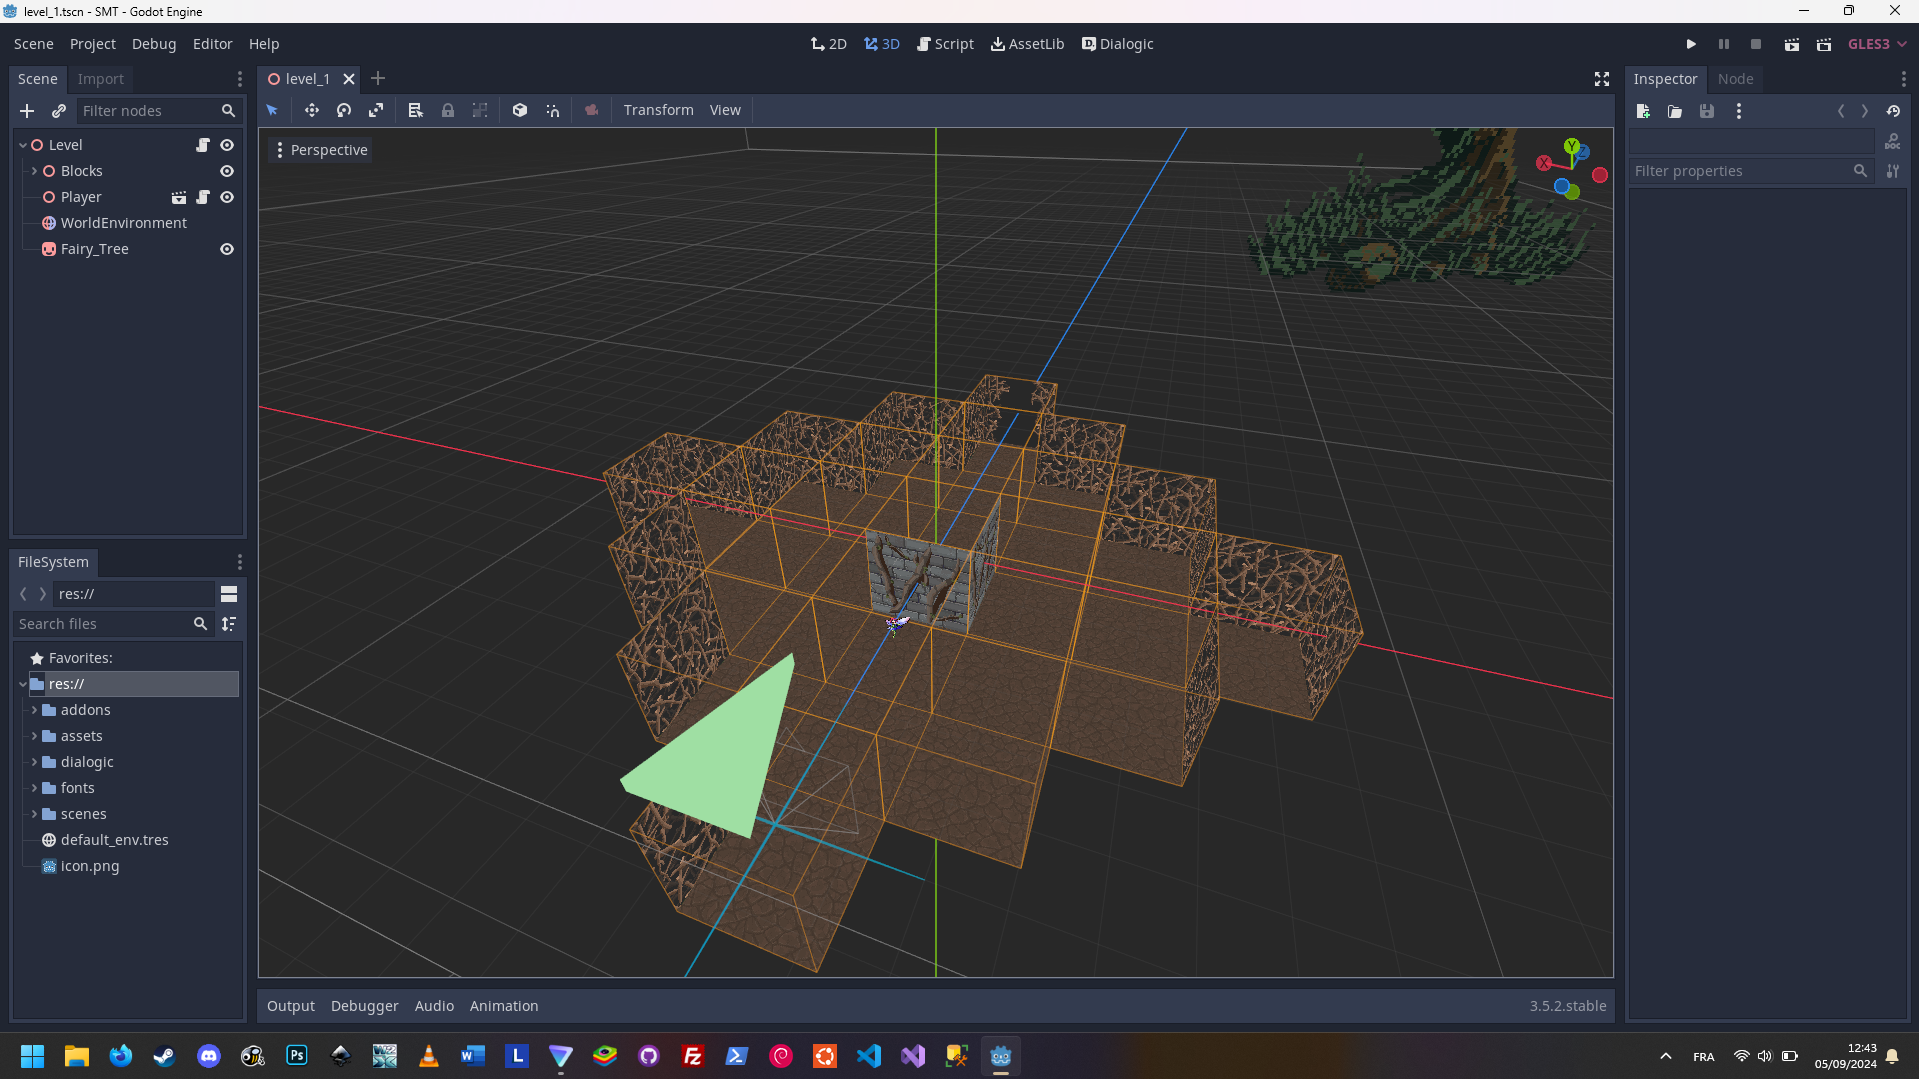 level_1.tscn - SMT - Godot Engine
Scene Project Debug Editor Help
2D 3D Script AssetLib Dialogic
GLES3
Scene Import
level_1
Inspector Node
Filter nodes
Transform View
Level
Perspective
Y
Z
X
DOC
Blocks
Filter properties
Player
WorldEnvironment
Fairy_Tree
FileSystem
res://
Search files
Favorites:
res://
addons
assets
dialogic
fonts
scenes
default_env.tres
icon.png
Output Debugger Audio Animation
3.5.2.stable
Ps
W
L
Fz
FRA
12:43
05/09/2024